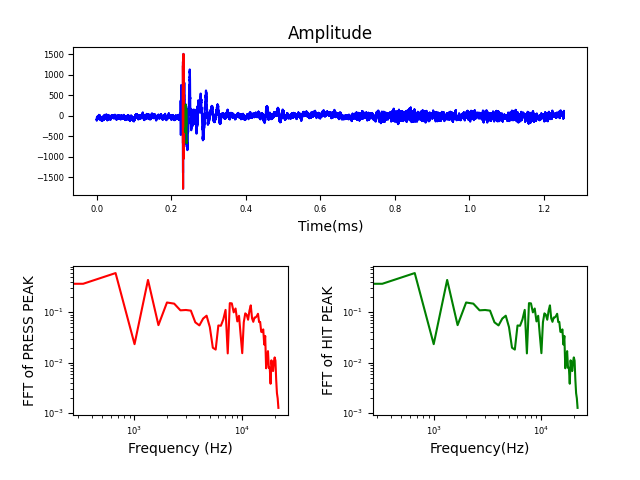 Amplitude
1500
1000
500
0
−500
−1000
−1500
0.0 0.2 0.4 0.6 0.8 1.0 1.2
Time(ms)
FFT of PRESS PEAK
10⁻¹
10⁻²
10⁻³
10³ 10⁴
Frequency (Hz)
FFT of HIT PEAK
10⁻¹
10⁻²
10⁻³
10³ 10⁴
Frequency(Hz)